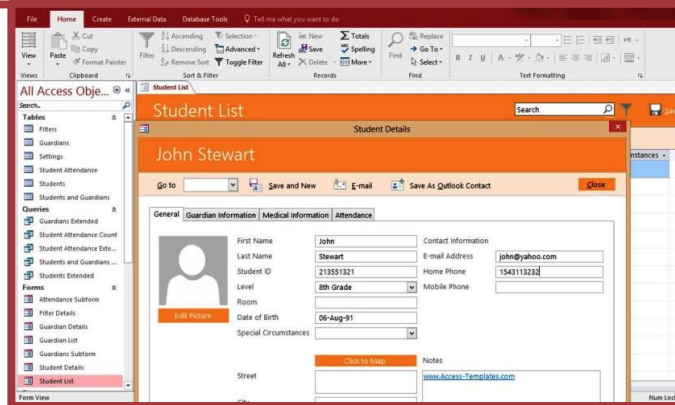 File Home Create External Data Database Tools Tell me what you want to do
View Paste Cut Copy Format Painter
Filter Ascending Descending Remove Sort Selection Advanced Toggle Filter
Refresh All New Save Delete Totals Spelling More
Find Replace Go To Select
B I U A
Views Clipboard Sort & Filter Records Find Text Formatting
All Access Obje...
Search..
Tables
Filters
Guardians
Settings
Student Attendance
Students
Students and Guardians
Queries
Guardians Extended
Student Attendance Count
Student Attendance Exte...
Students and Guardians ...
Students Extended
Forms
Attendance Subform
Filter Details
Guardian Details
Guardian List
Guardians Subform
Student Details
Student List
Form View
Student List
Student List Search
nstances
Student Details
John Stewart
Go to Save and New E-mail Save As Outlook Contact Close
General Guardian Information Medical Information Attendance
Edit Picture
First Name John
Last Name Stewart
Student ID 213551321
Level 8th Grade
Room
Date of Birth 06-Aug-91
Special Circumstances
Contact Information
E-mail Address john@yahoo.com
Home Phone 1543113232
Mobile Phone
Click to Map
Street
City
Notes
www.Access-Templates.com
Num Loc